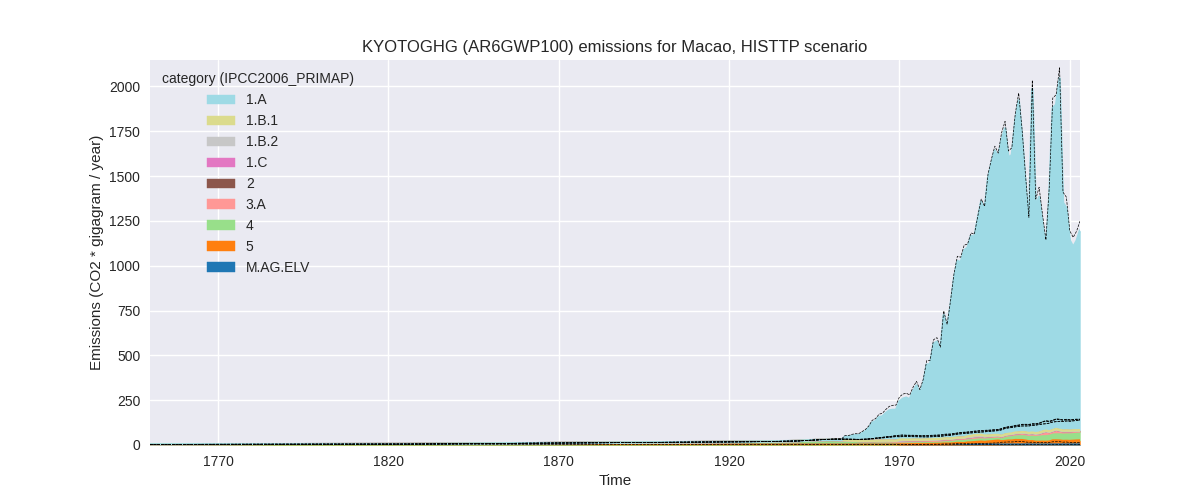 KYOTOGHG (AR6GWP100) emissions for Macao, HISTTP scenario
category (IPCC2006_PRIMAP)
1.A
1.B.1
1.B.2
1.C
2
3.A
4
5
M.AG.ELV
Emissions (CO2 * gigagram / year)
2000
1750
1500
1250
1000
750
500
250
0
1770
1820
1870
1920
1970
2020
Time